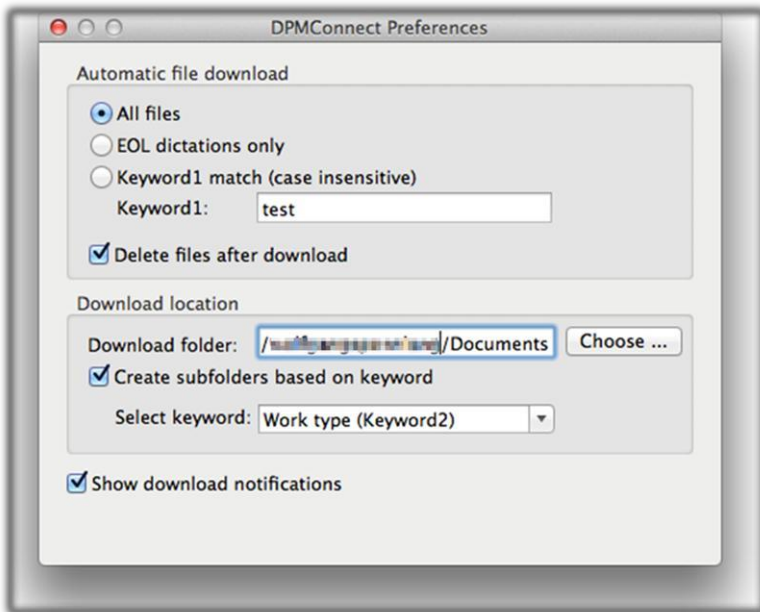 DPMConnect Preferences
Automatic file download
All files
EOL dictations only
Keyword1 match (case insensitive)
Keyword1: test
Delete files after download
Download location
Download folder: / /Documents Choose ...
Create subfolders based on keyword
Select keyword: Work type (Keyword2)
Show download notifications